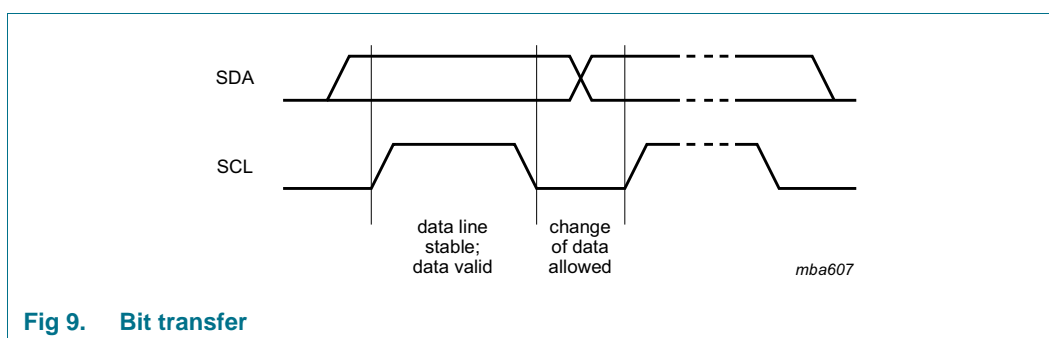 SDA
SCL
data line
stable;
data valid
change
of data
allowed
mba607
Fig 9. Bit transfer